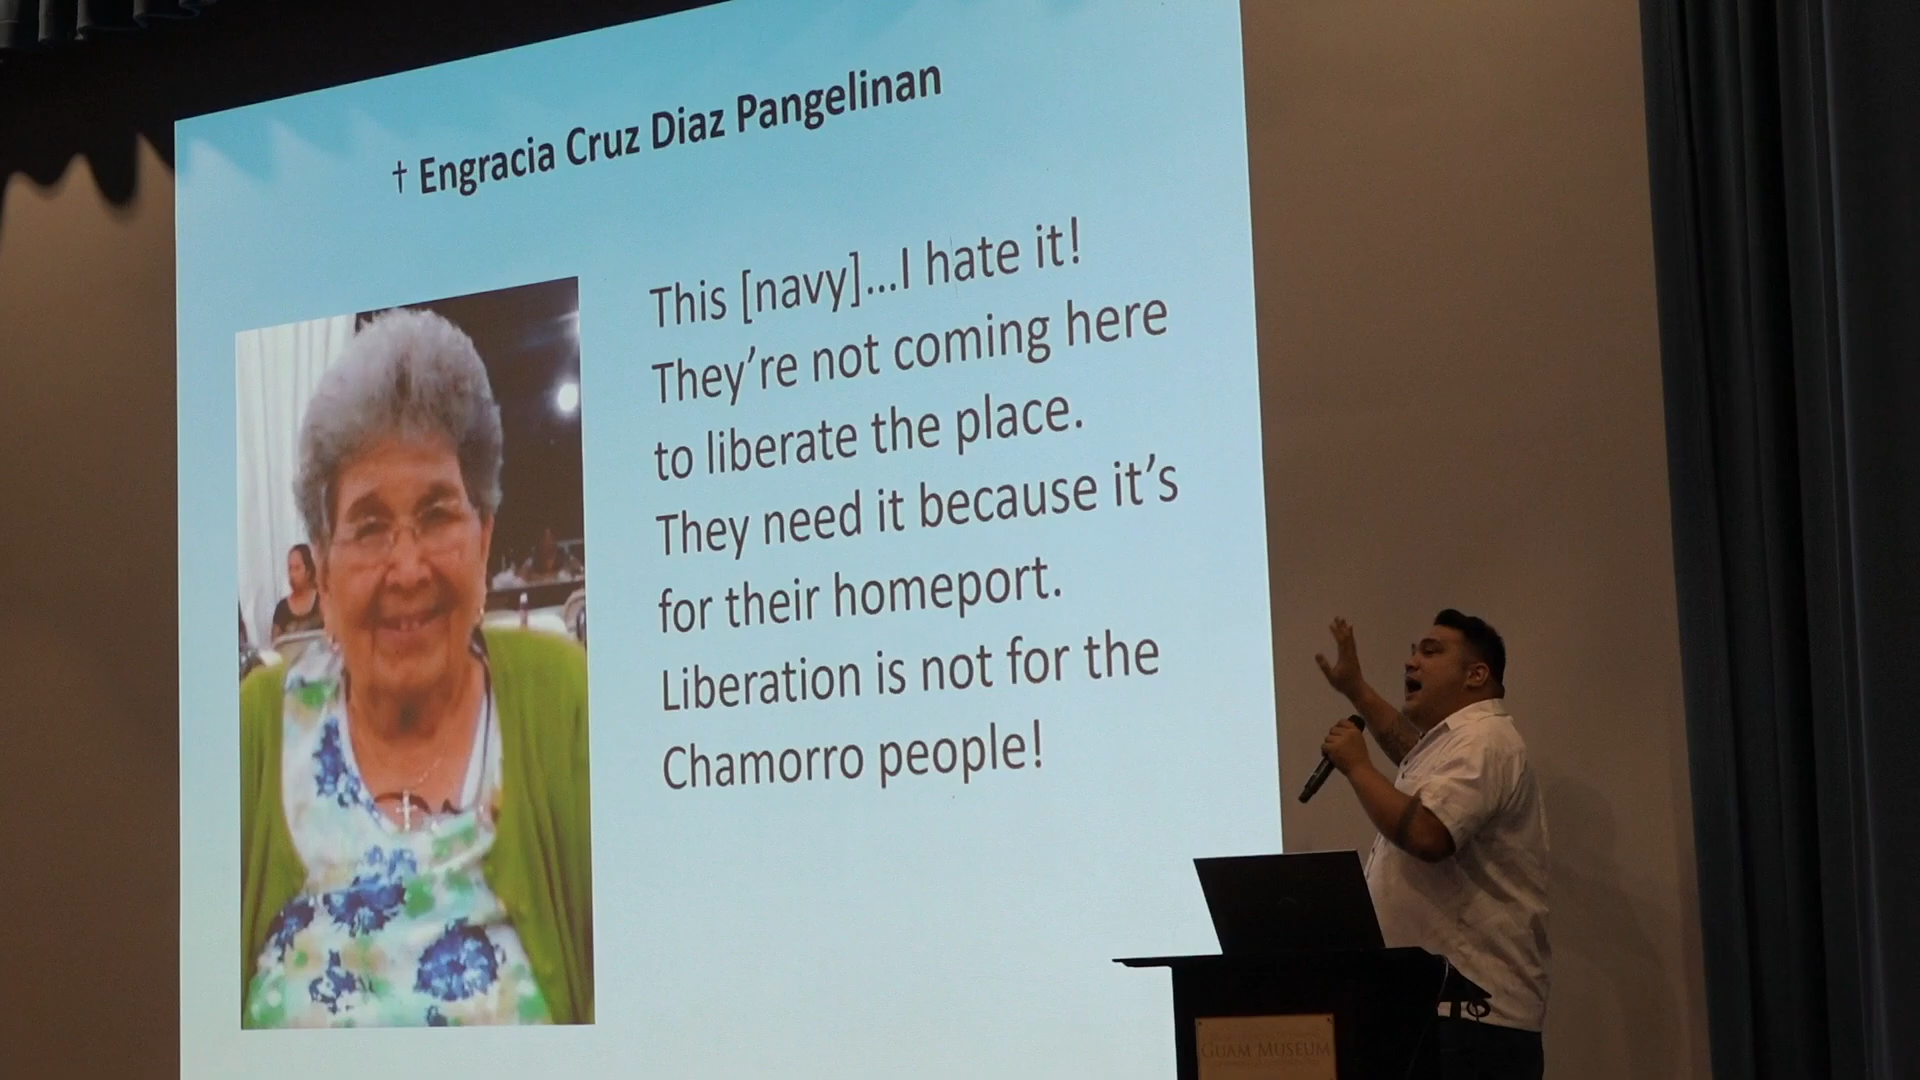 † Engracia Cruz Diaz Pangelinan
This [navy]...I hate it!
They’re not coming here
to liberate the place.
They need it because it’s
for their homeport.
Liberation is not for the
Chamorro people!
GUAM MUSEUM